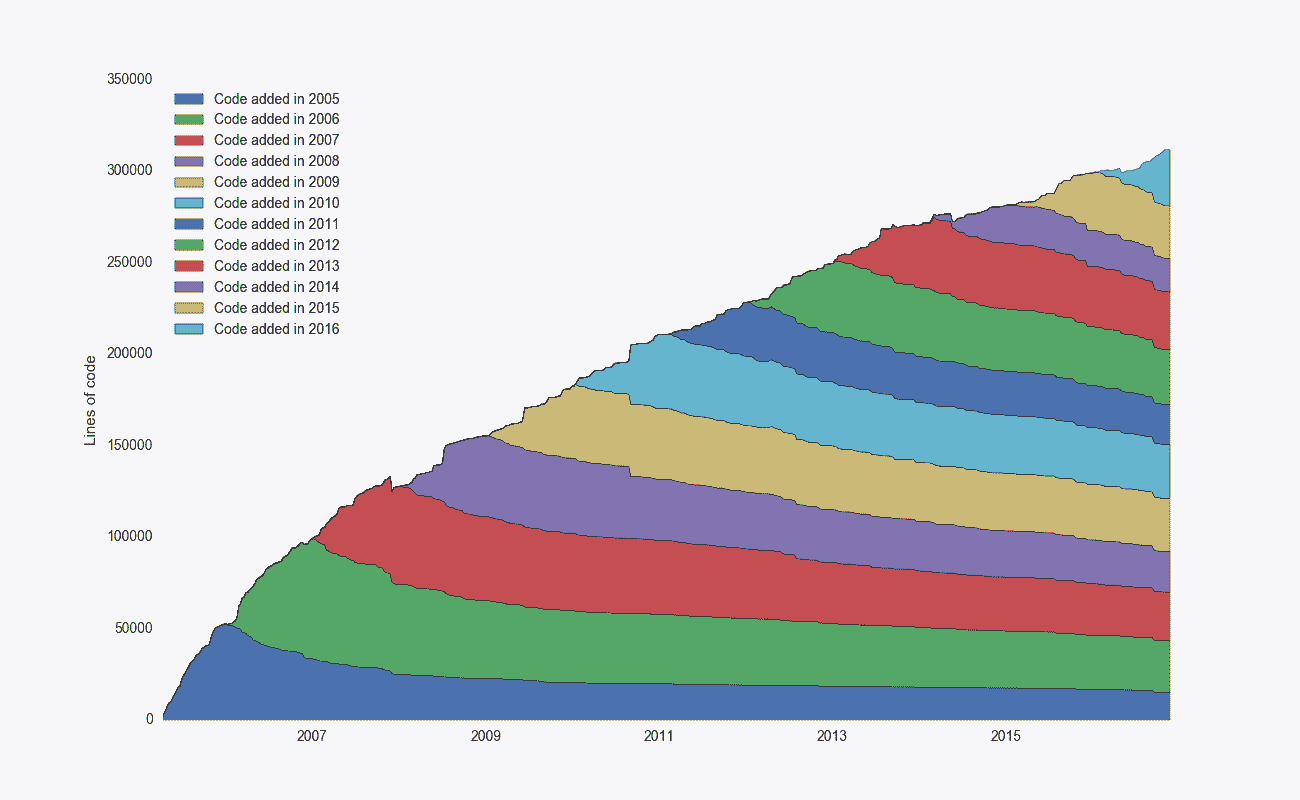 350000
300000
250000
200000
150000
100000
50000
0
Lines of code
Code added in 2005
Code added in 2006
Code added in 2007
Code added in 2008
Code added in 2009
Code added in 2010
Code added in 2011
Code added in 2012
Code added in 2013
Code added in 2014
Code added in 2015
Code added in 2016
2007
2009
2011
2013
2015